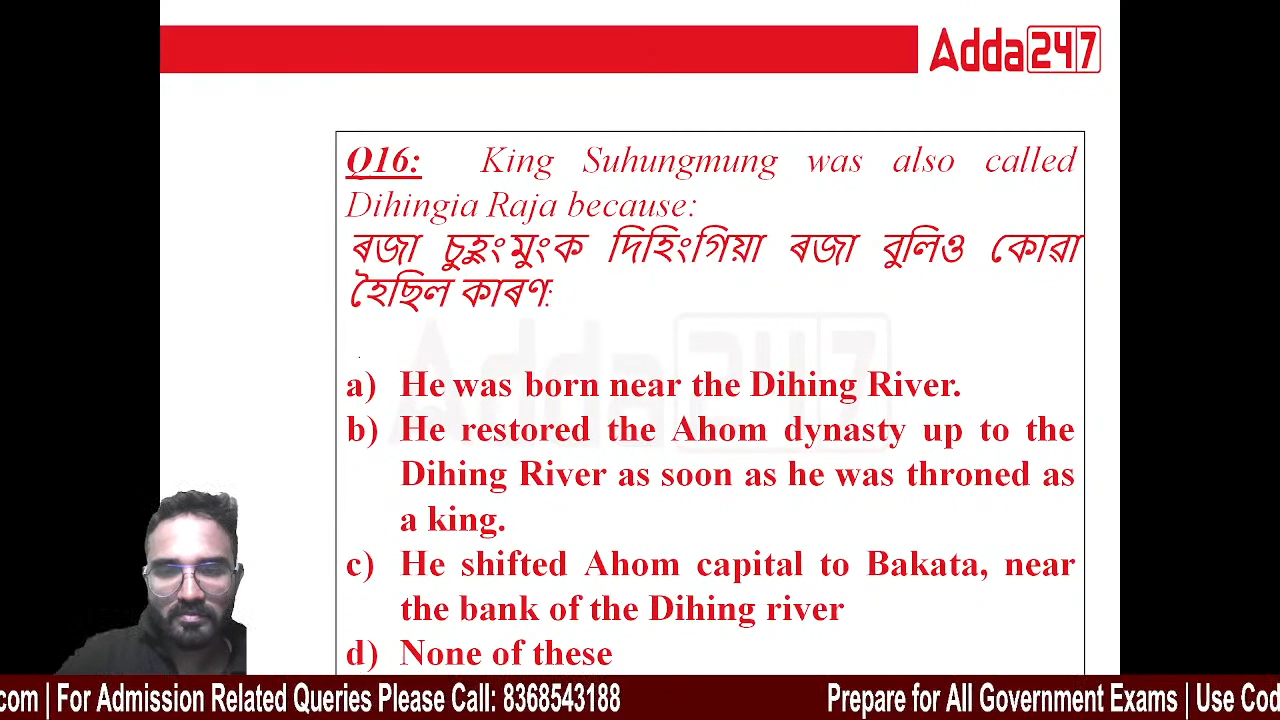 Adda247
Q16: King Suhungmung was also called
Dihingia Raja because:
ৰজা চুহুংমুংক দিহিংগিয়া ৰজা বুলিও কোৱা
হৈছিল কাৰণ:
a) He was born near the Dihing River.
b) He restored the Ahom dynasty up to the
Dihing River as soon as he was throned as
a king.
c) He shifted Ahom capital to Bakata, near
the bank of the Dihing river
d) None of these
com | For Admission Related Queries Please Call: 8368543188 Prepare for All Government Exams | Use Cod